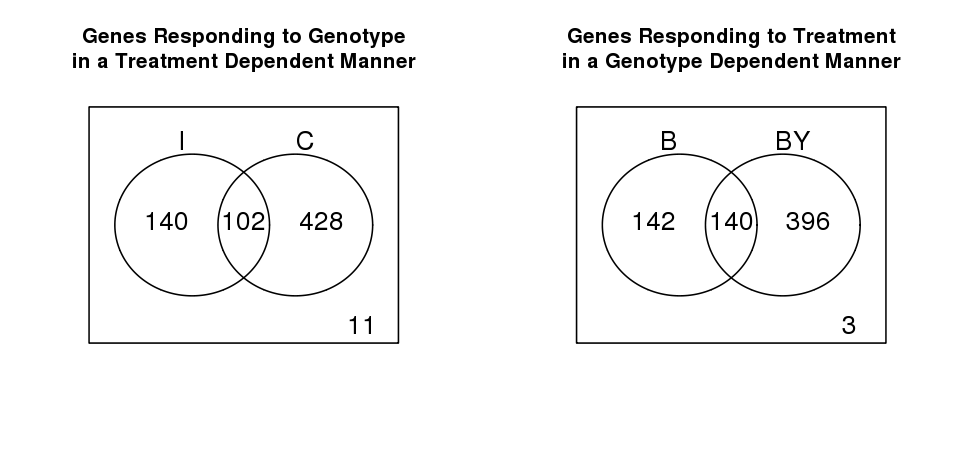 Genes Responding to Genotype
in a Treatment Dependent Manner
I
C
140
102
428
11
Genes Responding to Treatment
in a Genotype Dependent Manner
B
BY
142
140
396
3